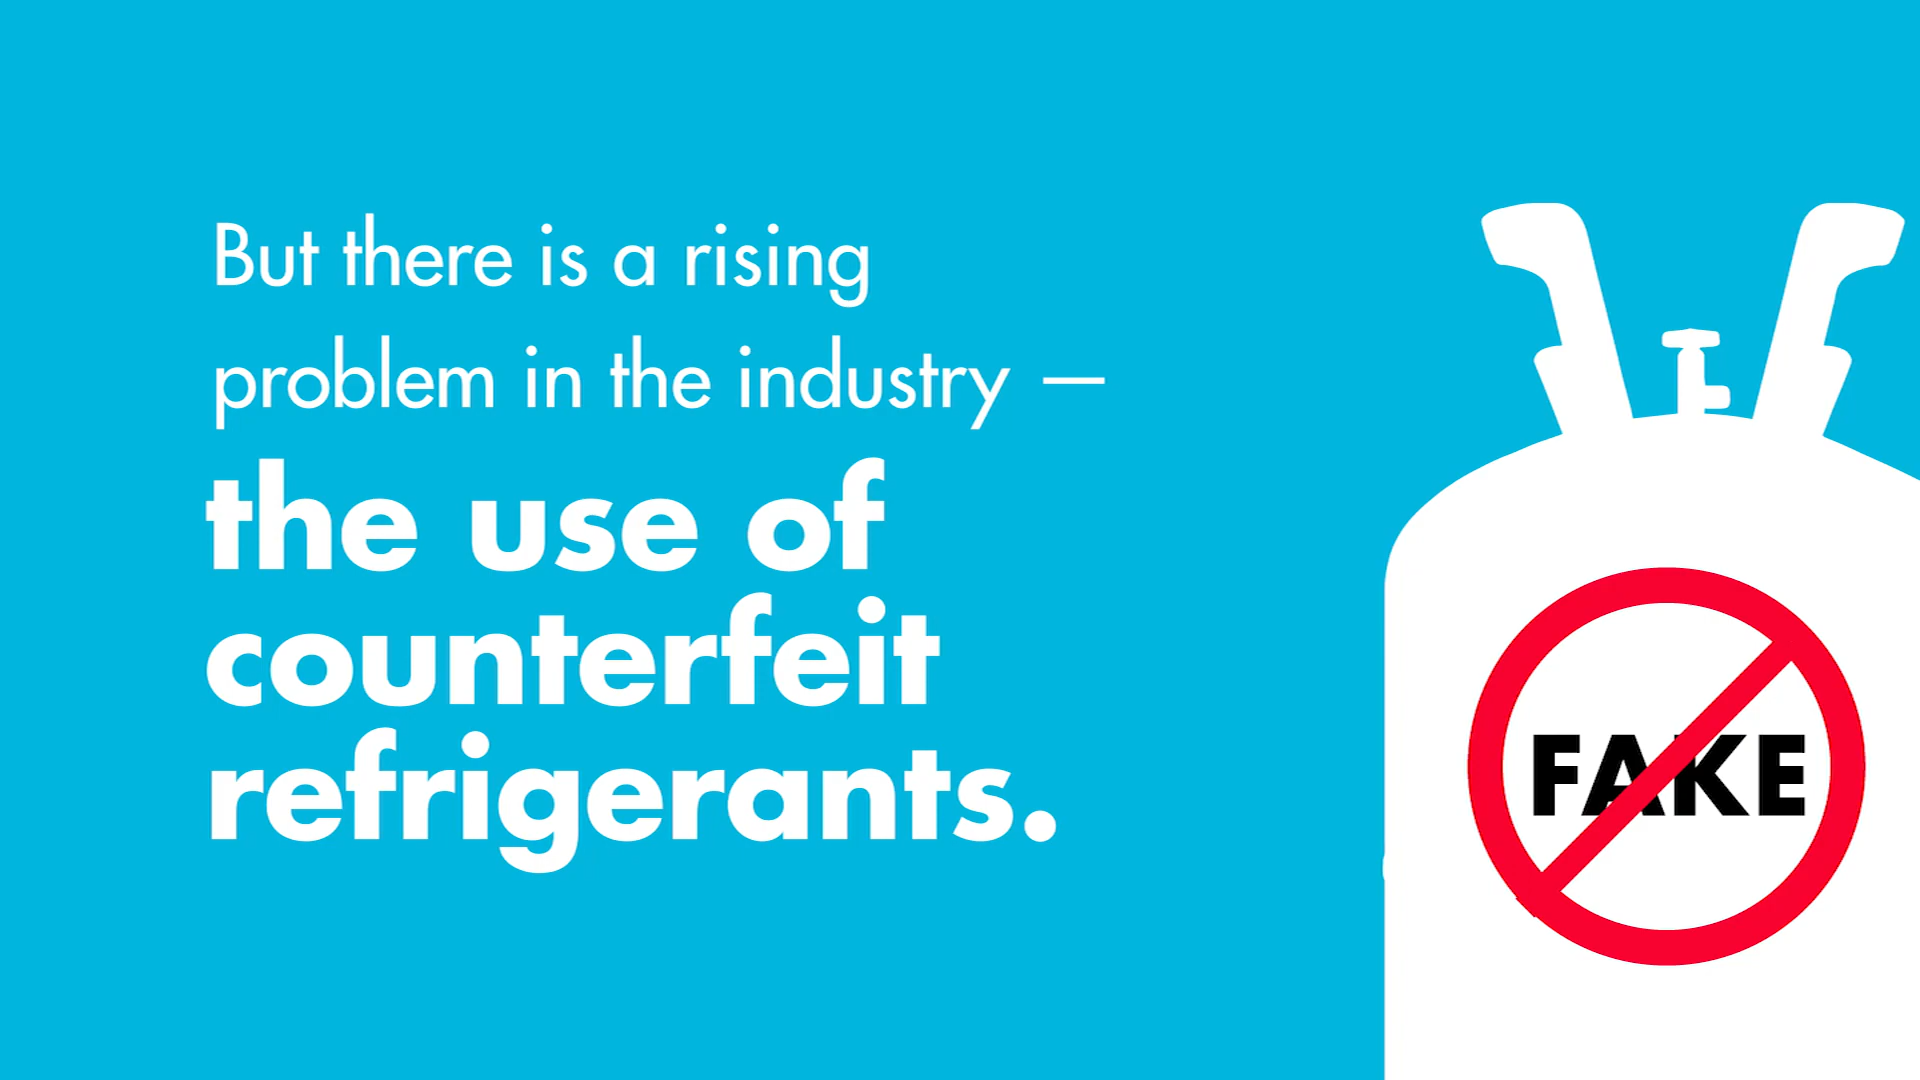 But there is a rising
problem in the industry —
the use of
counterfeit
refrigerants.
FAKE